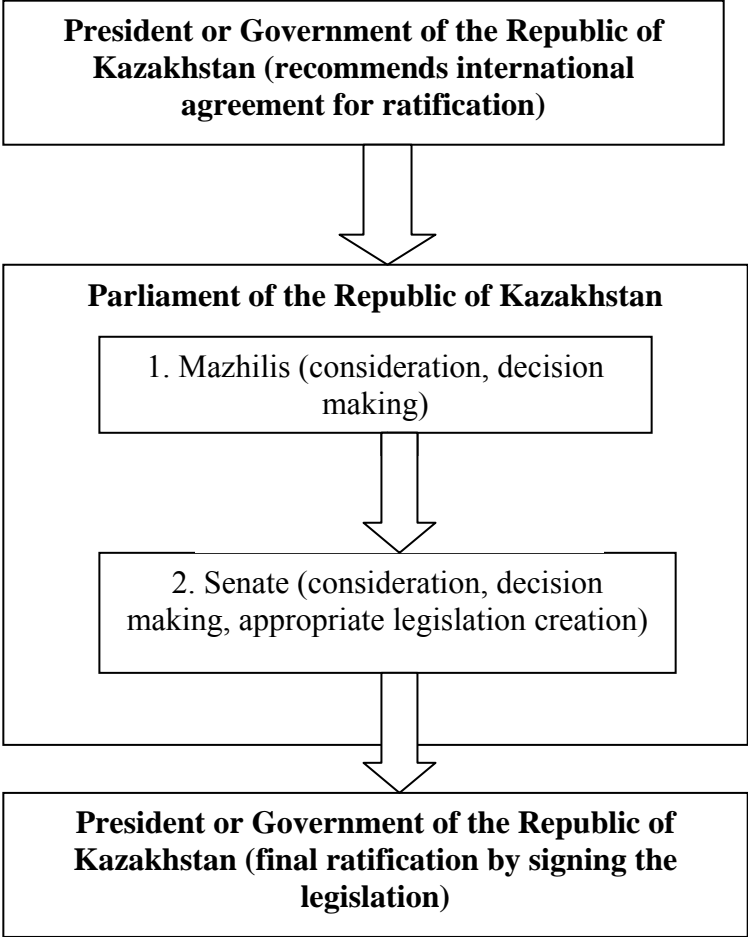 President or Government of the Republic of
Kazakhstan (recommends international
agreement for ratification)
Parliament of the Republic of Kazakhstan
1. Mazhilis (consideration, decision
making)
2. Senate (consideration, decision
making, appropriate legislation creation)
President or Government of the Republic of
Kazakhstan (final ratification by signing the
legislation)